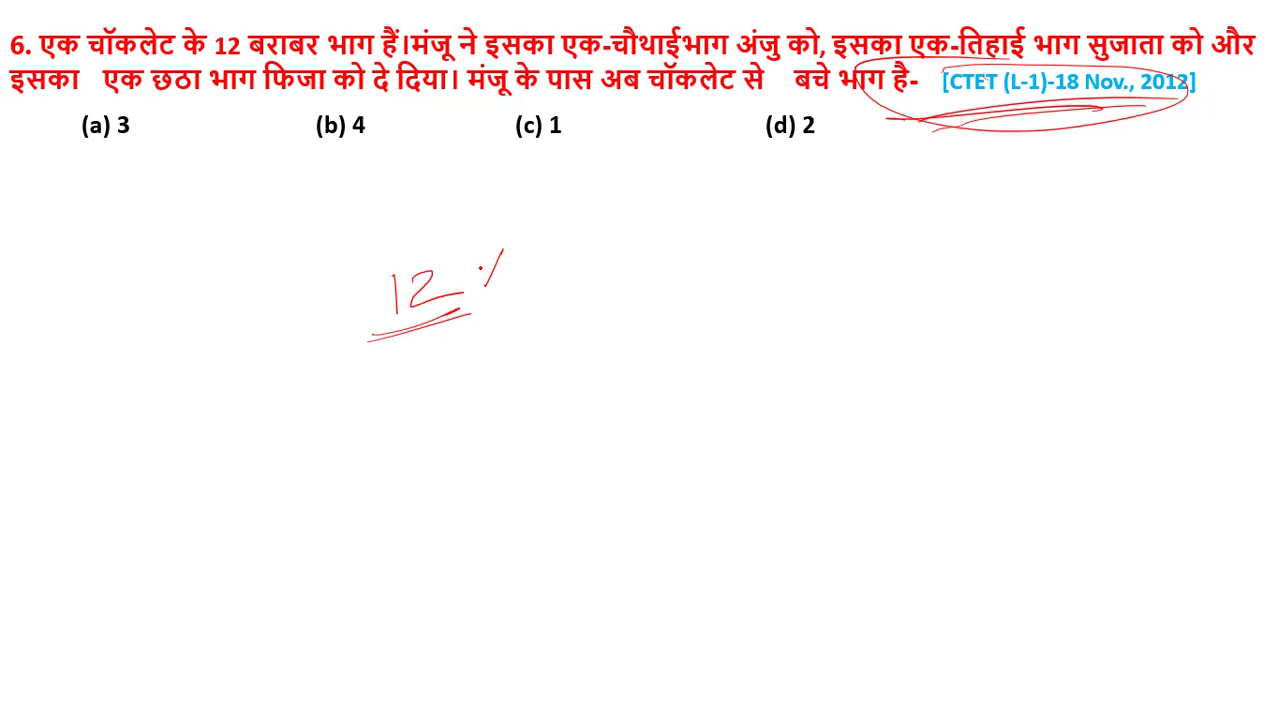 6. एक चॉकलेट के 12 बराबर भाग हैं।मंजू ने इसका एक-चौथाईभाग अंजु को, इसका एक-तिहाई भाग सुजाता को और
इसका एक छठा भाग फिजा को दे दिया। मंजू के पास अब चॉकलेट से बचे भाग है- [CTET (L-1)-18 Nov., 2012]
(a) 3 (b) 4 (c) 1 (d) 2
12